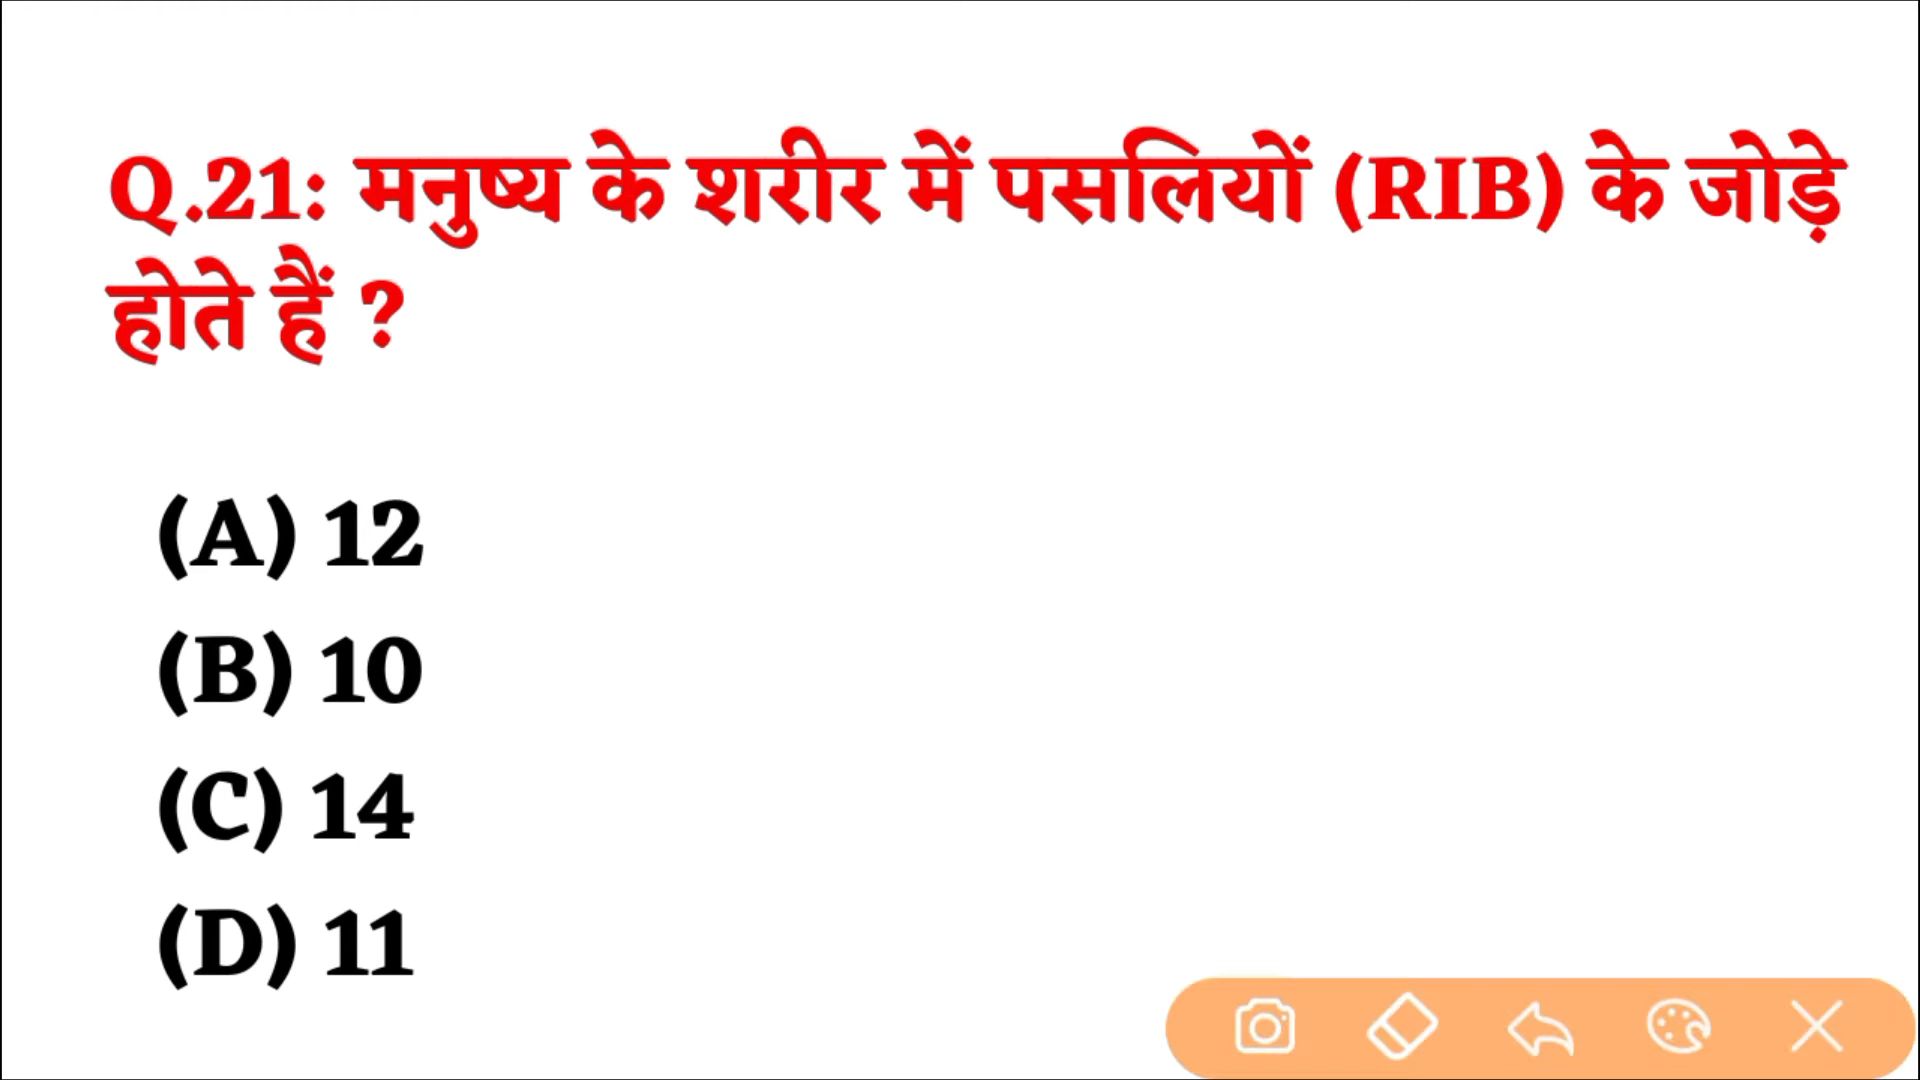 Q.21: मनुष्य के शरीर में पसलियों (RIB) के जोड़े
होते हैं ?
(A) 12
(B) 10
(C) 14
(D) 11